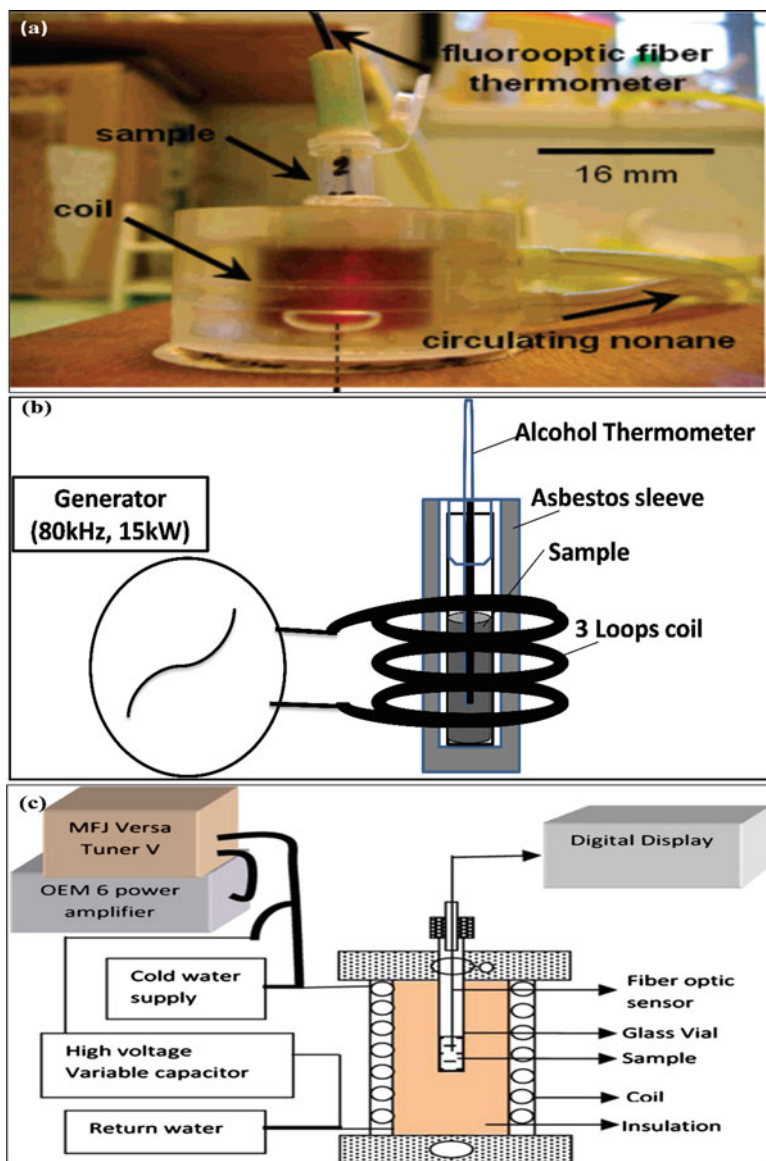 (a)
fluorooptic fiber
thermometer
sample
2
16 mm
coil
circulating nonane
(b)
Alcohol Thermometer
Generator
(80kHz, 15kW)
Asbestos sleeve
Sample
3 Loops coil
(c)
MFJ Versa
Tuner V
OEM 6 power
amplifier
Digital Display
Cold water
supply
High voltage
Variable capacitor
Return water
Fiber optic
sensor
Glass Vial
Sample
Coil
Insulation